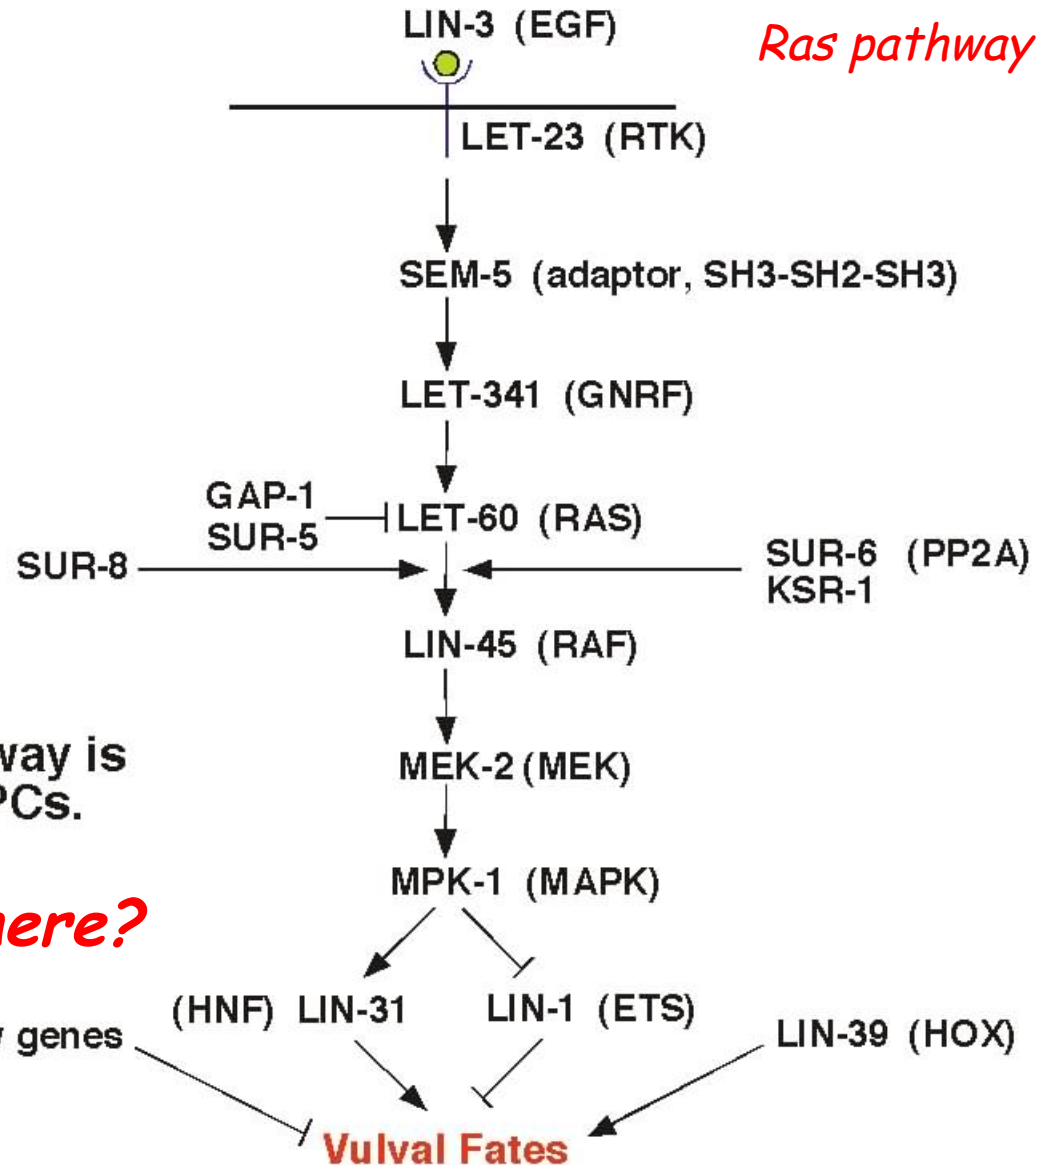 LIN-3 (EGF)
Ras pathway
LET-23 (RTK)
SEM-5 (adaptor, SH3-SH2-SH3)
LET-341 (GNRF)
GAP-1
SUR-5
LET-60 (RAS)
SUR-8
SUR-6 (PP2A)
KSR-1
LIN-45 (RAF)
way is
PCs.
MEK-2 (MEK)
MPK-1 (MAPK)
here?
(HNF) LIN-31
LIN-1 (ETS)
genes
LIN-39 (HOX)
Vulval Fates